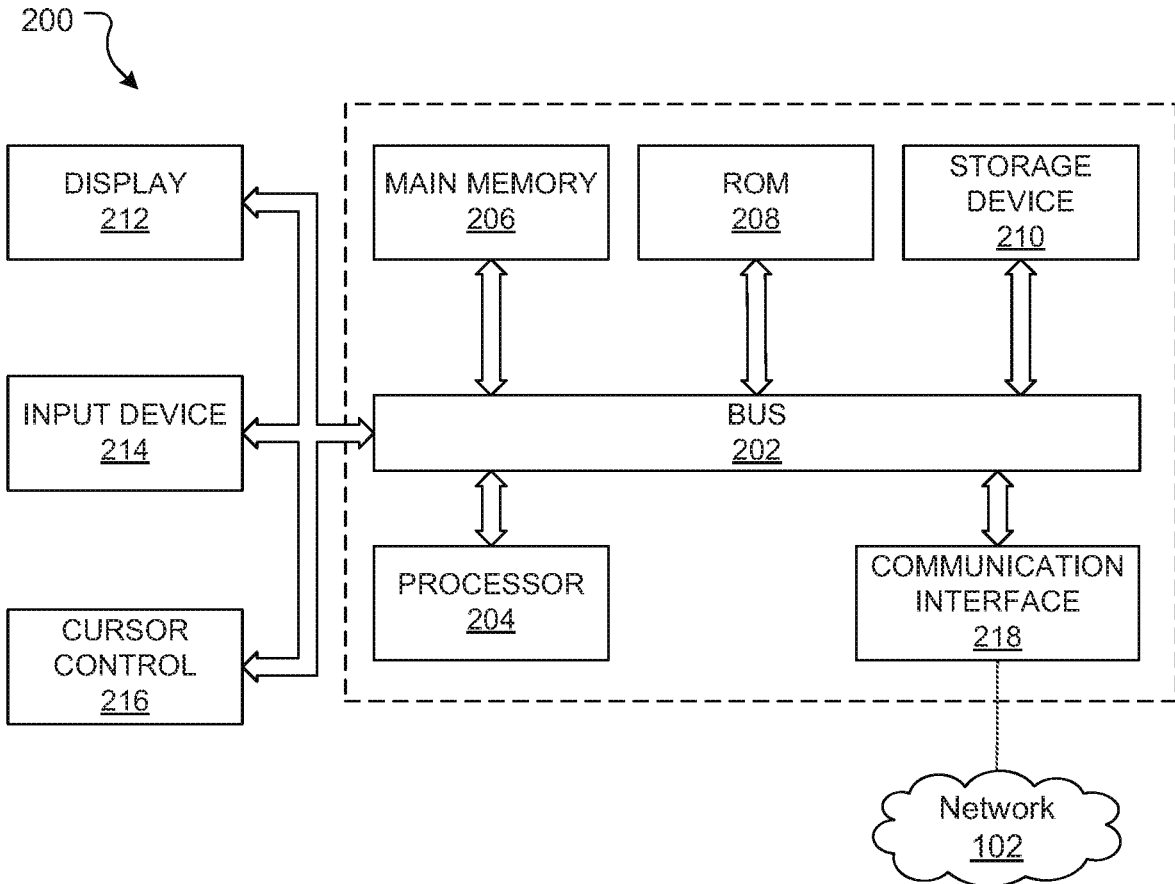 200
DISPLAY
212
MAIN MEMORY
206
ROM
208
STORAGE
DEVICE
210
INPUT DEVICE
214
BUS
202
CURSOR
CONTROL
216
PROCESSOR
204
COMMUNICATION
INTERFACE
218
Network
102